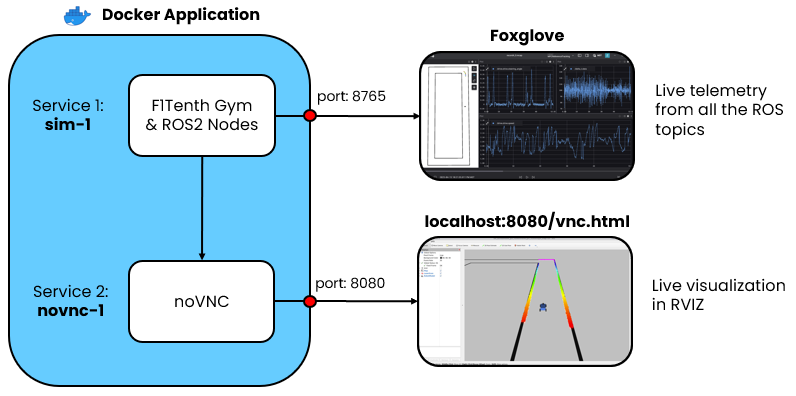 Docker Application
Foxglove
Service 1:
sim-1
F1Tenth Gym
& ROS2 Nodes
port: 8765
Live telemetry
from all the ROS
topics
localhost:8080/vnc.html
Service 2:
novnc-1
noVNC
port: 8080
Live visualization
in RVIZ